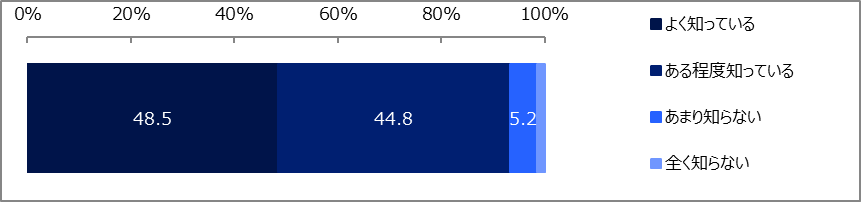 0% 20% 40% 60% 80% 100%
48.5 44.8 5.2
よく知っている
ある程度知っている
あまり知らない
全く知らない